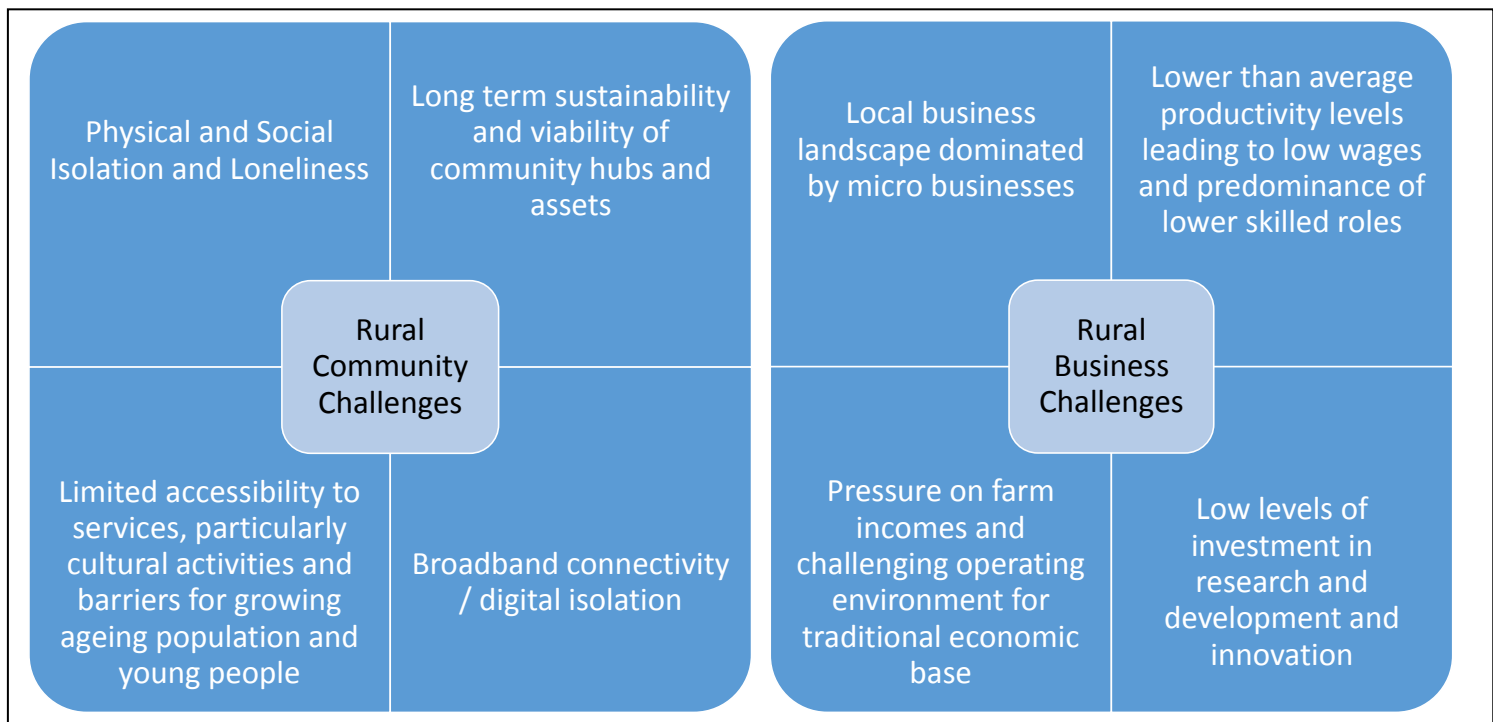 Physical and Social
Isolation and Loneliness
Long term sustainability
and viability of
community hubs and
assets
Rural
Community
Challenges
Limited accessibility to
services, particularly
cultural activities and
barriers for growing
ageing population and
young people
Broadband connectivity
/ digital isolation
Local business
landscape dominated
by micro businesses
Lower than average
productivity levels
leading to low wages
and predominance of
lower skilled roles
Rural
Business
Challenges
Pressure on farm
incomes and
challenging operating
environment for
traditional economic
base
Low levels of
investment in
research and
development and
innovation